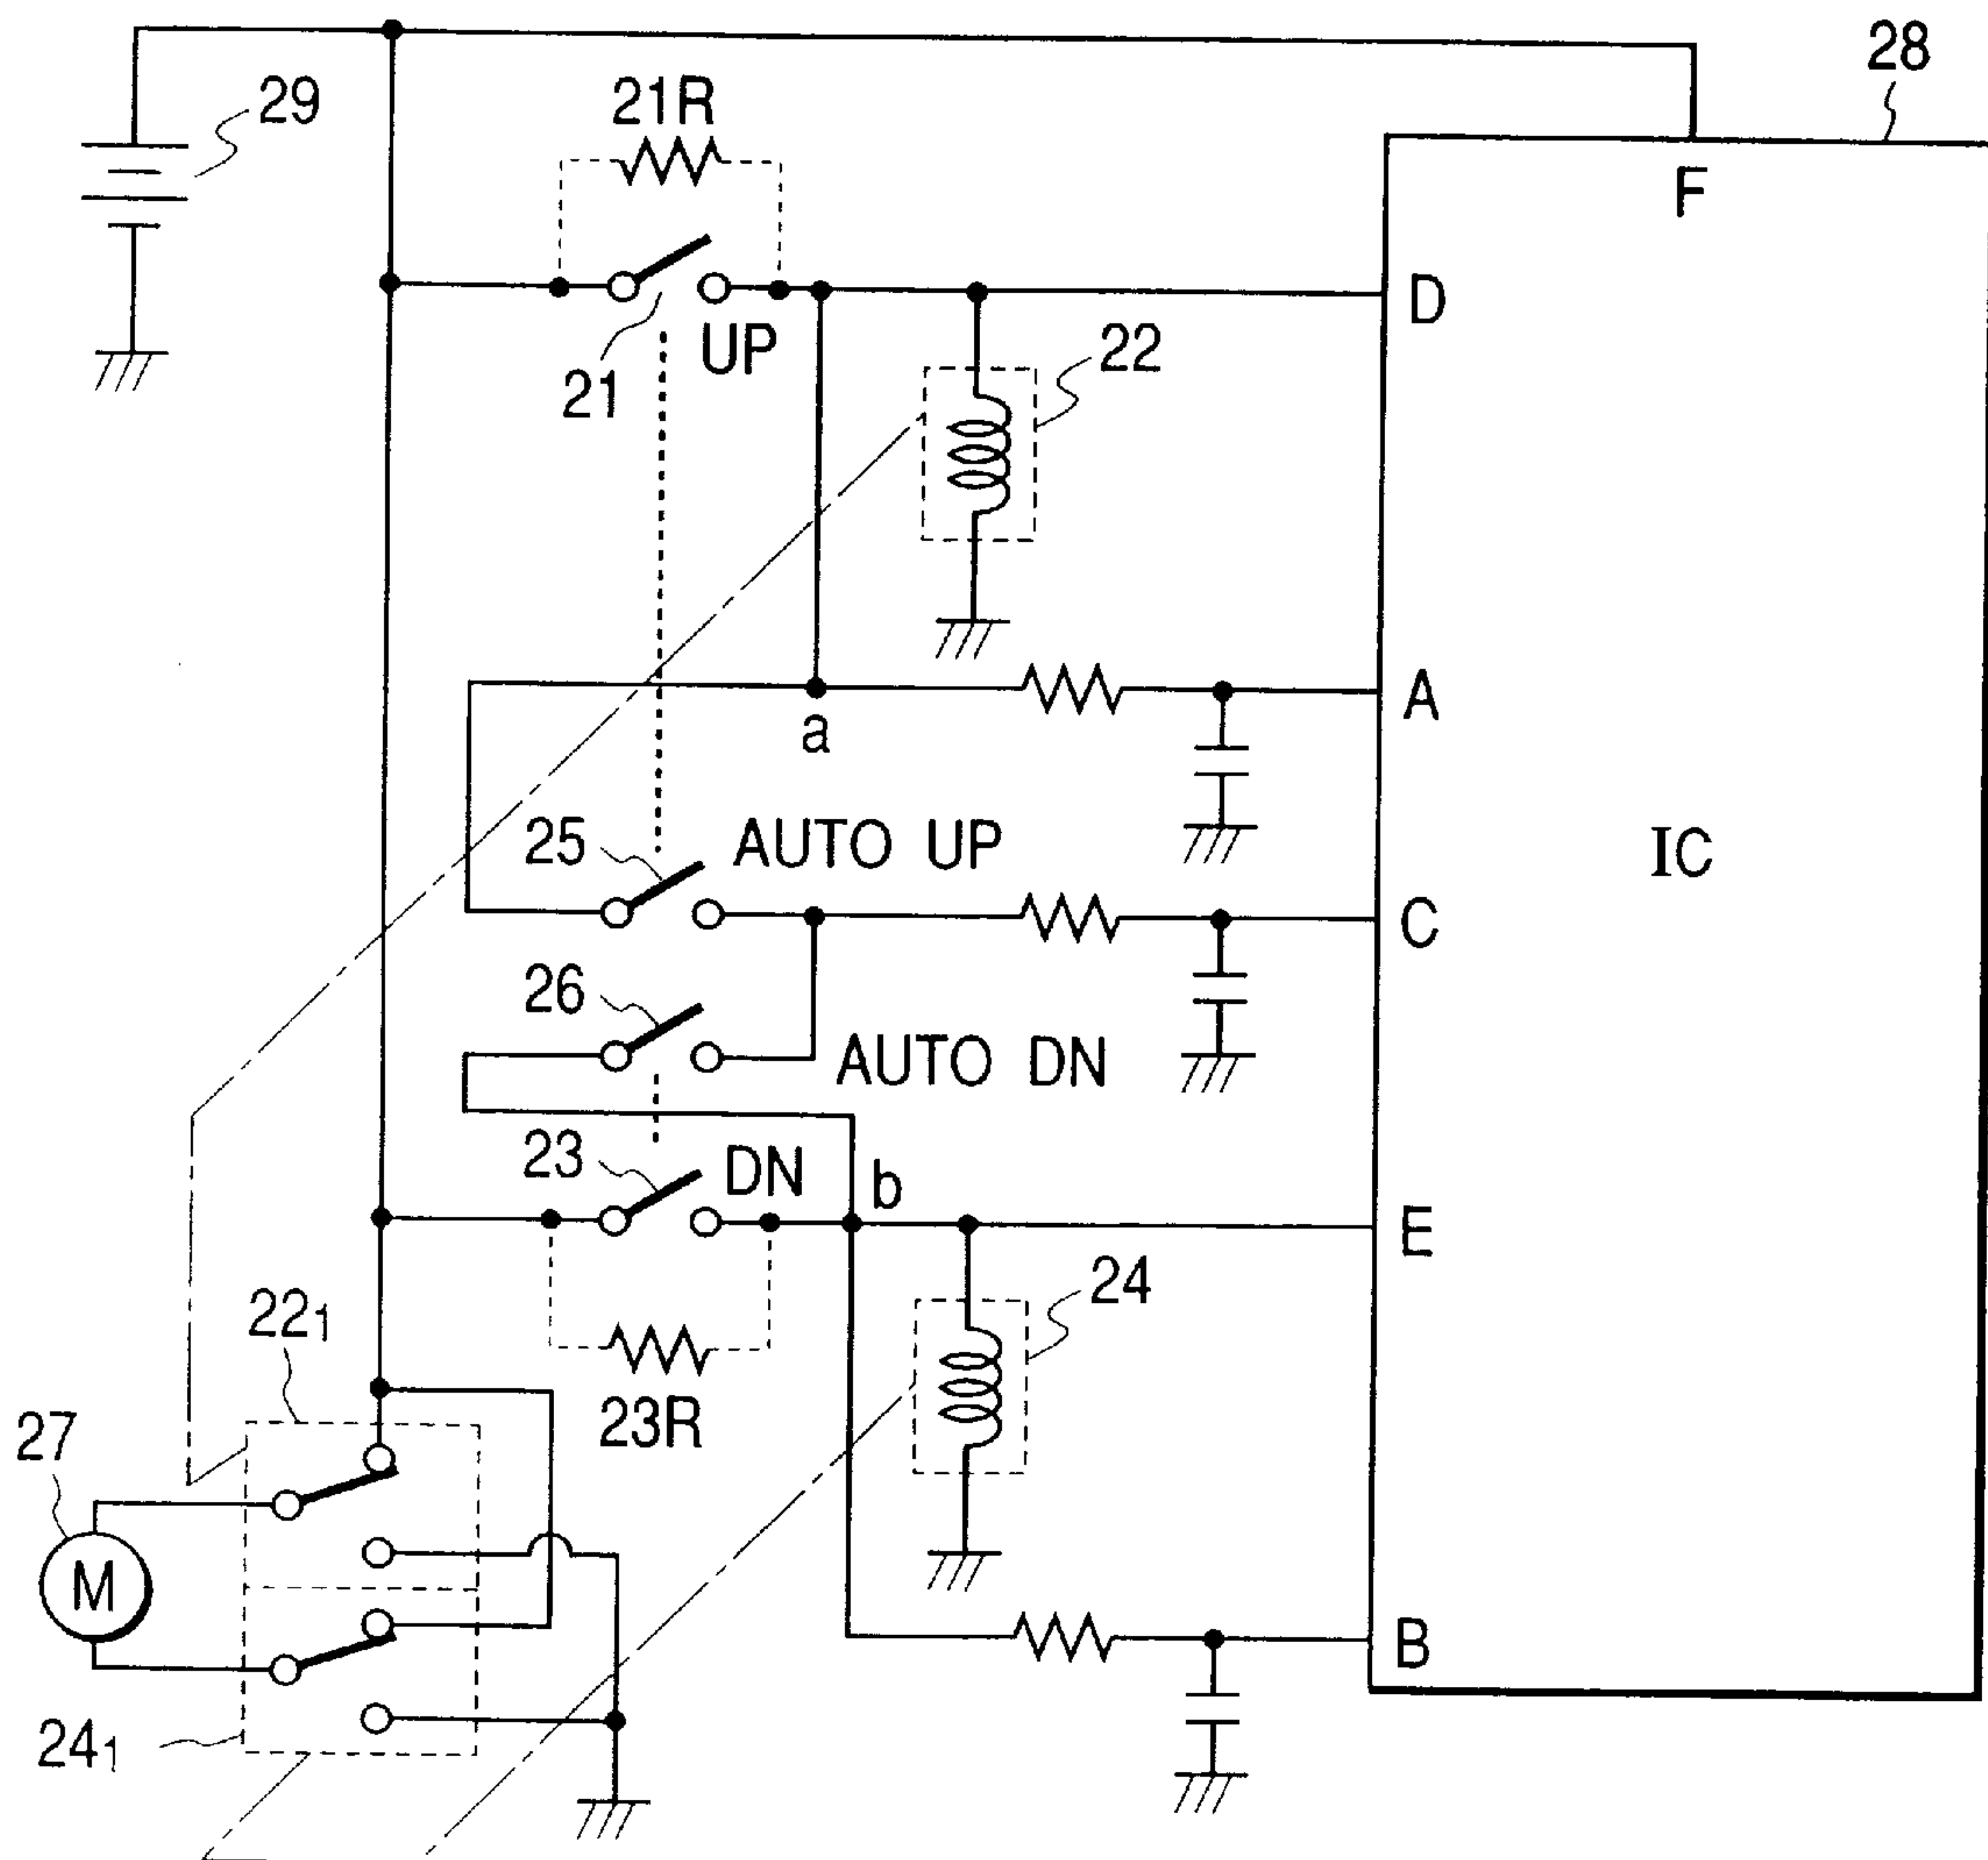 28
29
21R
F
D
UP
21
22
A
a
25
AUTO UP
IC
C
26
AUTO DN
23
DN
b
E
24
22₁
27
23R
M
B
24₁